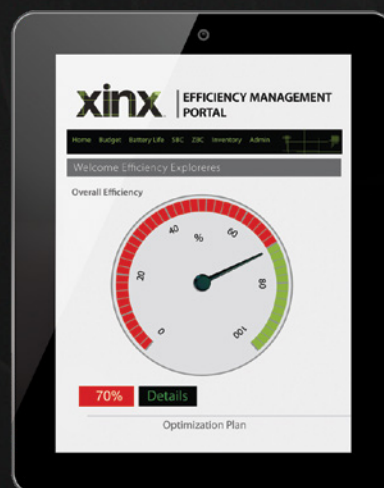 xinx
EFFICIENCY MANAGEMENT
PORTAL
Home Budget Battery Life SBC ZBC Inventory Admin
Welcome Efficiency Exploreres
Overall Efficiency
0 20 40 % 60 80 100
70% Details
Optimization Plan